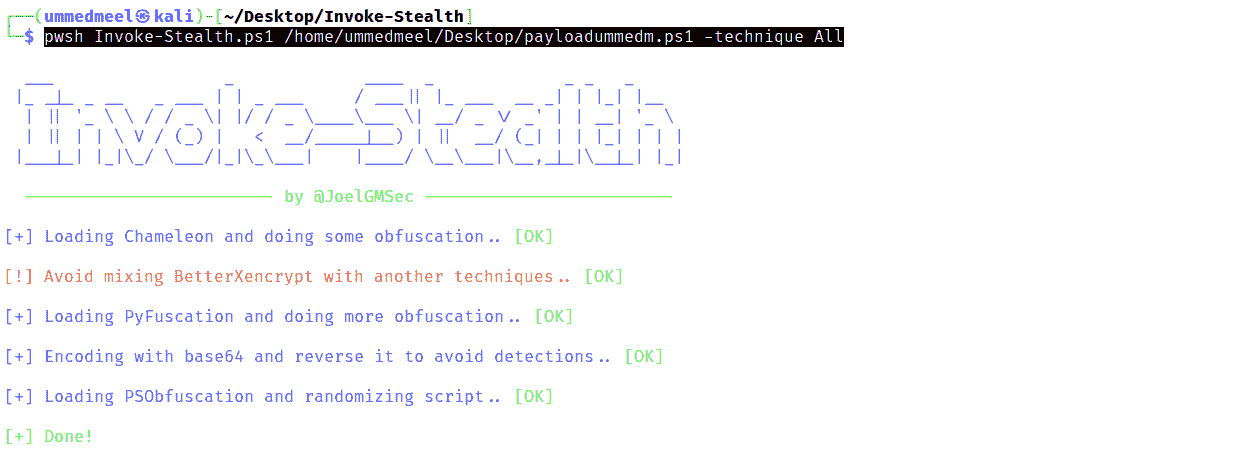 (ummedmeel㉿kali)-[~/Desktop/Invoke-Stealth]
$ pwsh Invoke-Stealth.ps1 /home/ummedmeel/Desktop/payloadummedm.ps1 -technique All
Invoke-Stealth
by @JoelGMSec
[+] Loading Chameleon and doing some obfuscation.. [OK]
[!] Avoid mixing BetterXencrypt with another techniques.. [OK]
[+] Loading PyFuscation and doing more obfuscation.. [OK]
[+] Encoding with base64 and reverse it to avoid detections.. [OK]
[+] Loading PSObfuscation and randomizing script.. [OK]
[+] Done!